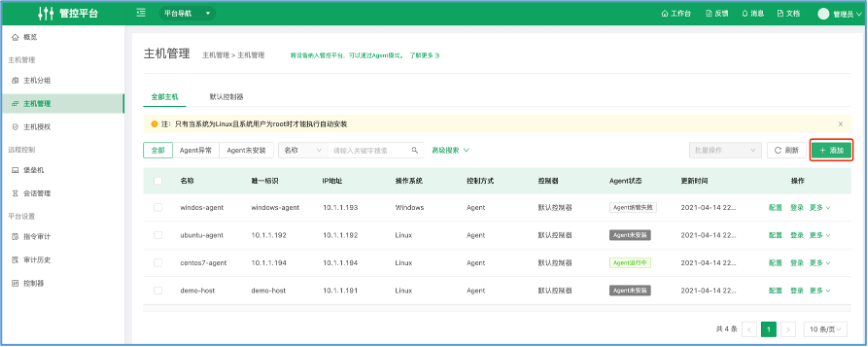 管控平台 平台导航 工作台 反馈 消息 文档 管理员
概览
主机管理
主机分组
主机管理
主机授权
远程控制
堡垒机
会话管理
平台设置
指令审计
审计历史
控制器
主机管理 主机管理 > 主机管理 将设备纳入管控平台，可以通过Agent模式。 了解更多
全部主机 默认控制器
注：只有当系统为Linux且系统用户为root时才能执行自动安装
全部 Agent异常 Agent未安装 名称 请输入关键字搜索 高级搜索 批量操作 刷新 + 添加
名称 唯一标识 IP地址 操作系统 控制方式 控制器 Agent状态 更新时间 操作
windos-agent windows-agent 10.1.1.193 Windows Agent 默认控制器 Agent纳管失败 2021-04-14 22... 配置 登录 更多
ubuntu-agent 10.1.1.192 10.1.1.192 Linux Agent 默认控制器 Agent未安装 2021-04-14 22... 配置 登录 更多
centos7-agent 10.1.1.194 10.1.1.194 Linux Agent 默认控制器 Agent运行中 2021-04-14 22... 配置 登录 更多
demo-host demo-host 10.1.1.191 Linux Agent 默认控制器 Agent未安装 2021-04-14 22... 配置 登录 更多
共 4 条 < 1 > 10 条/页